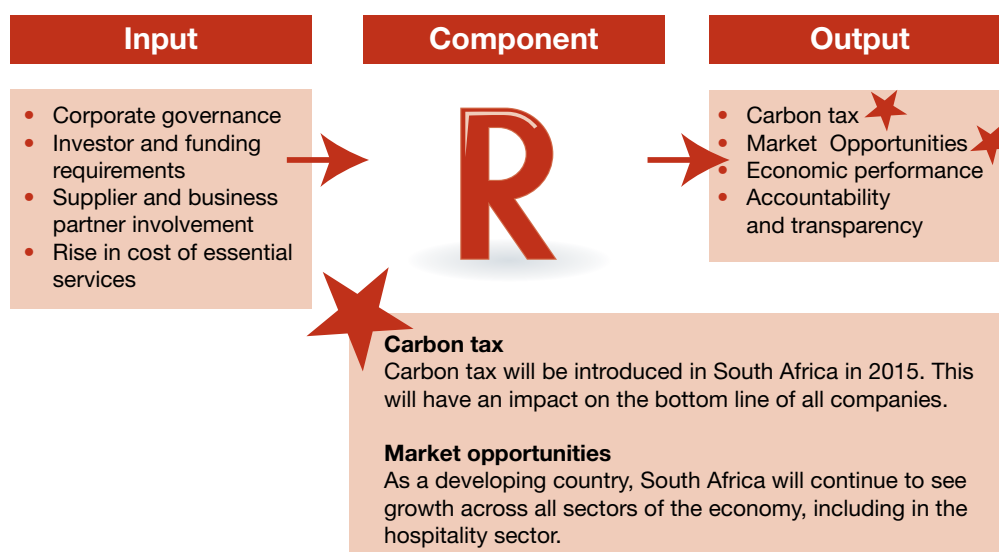 Input
Component
Output
• Corporate governance
• Investor and funding
requirements
• Supplier and business
partner involvement
• Rise in cost of essential
services
R
• Carbon tax
• Market Opportunities
• Economic performance
• Accountability
and transparency
Carbon tax
Carbon tax will be introduced in South Africa in 2015. This
will have an impact on the bottom line of all companies.
Market opportunities
As a developing country, South Africa will continue to see
growth across all sectors of the economy, including in the
hospitality sector.